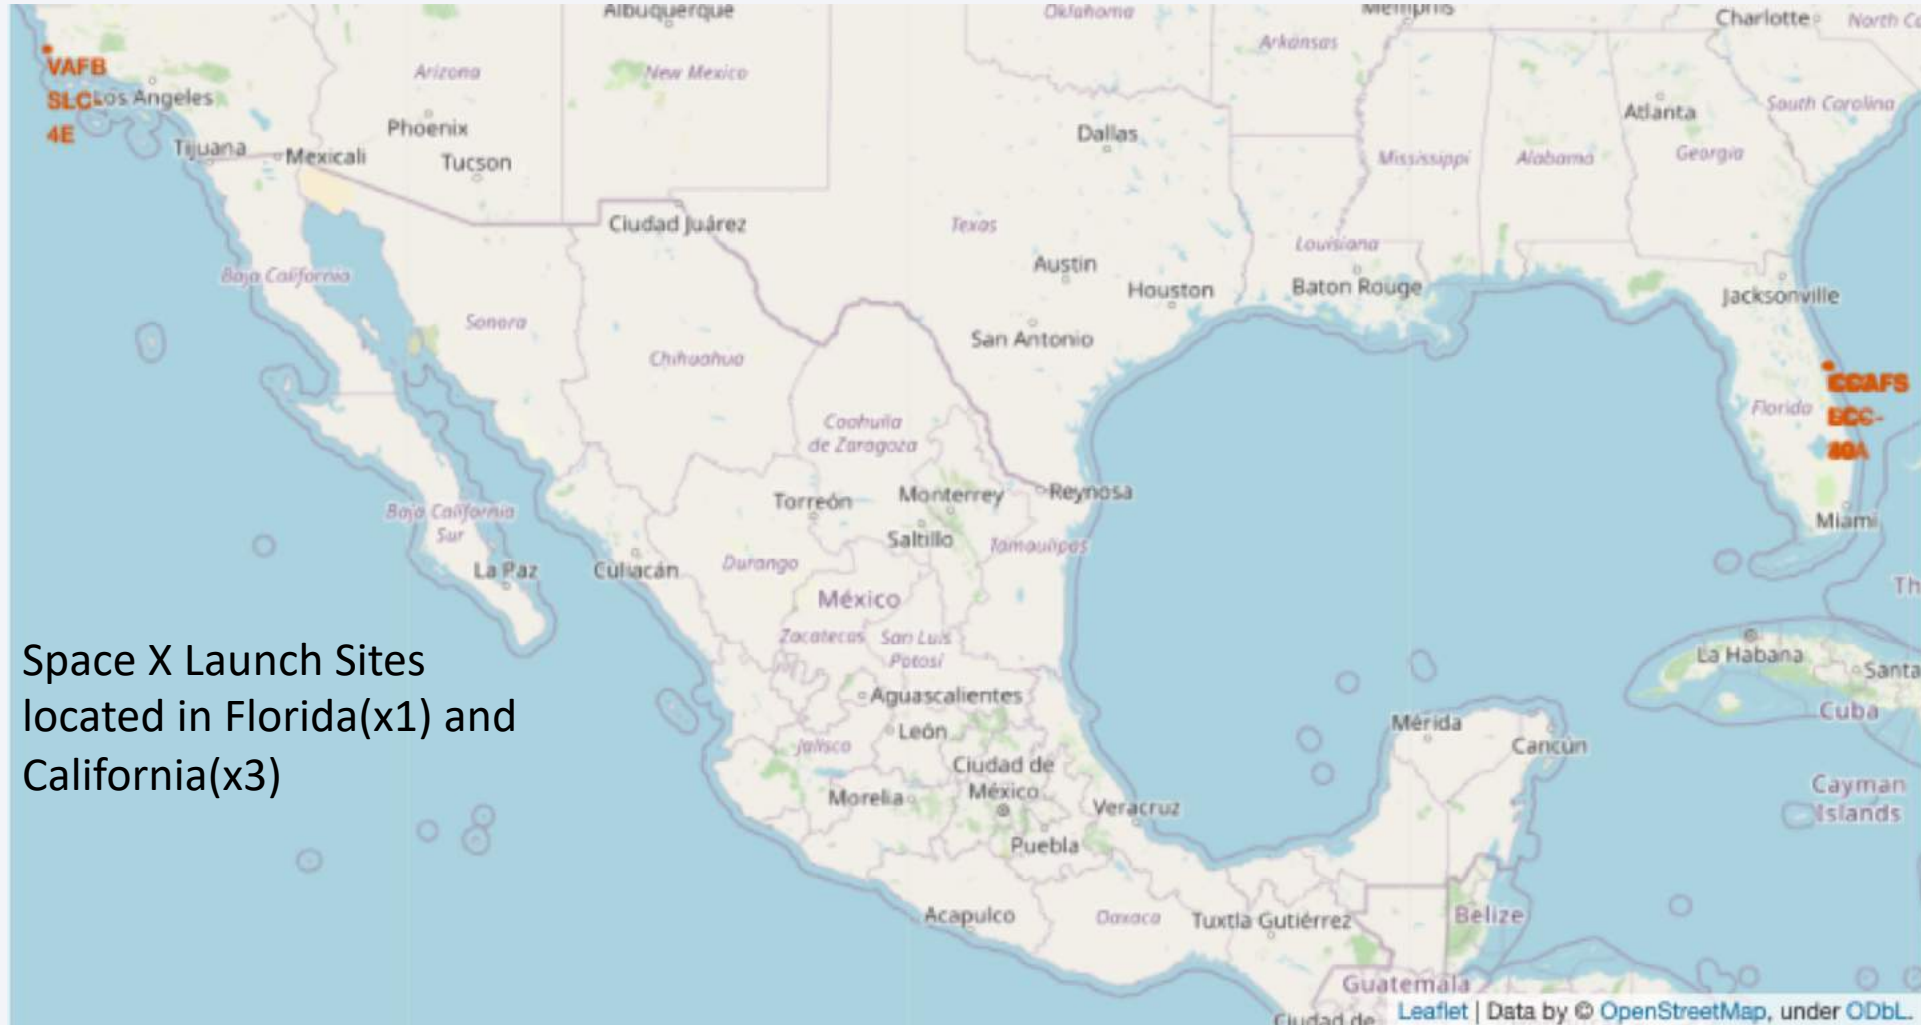 Albuquerque
Oklahoma
Memphis
Charlotte
North Ca
Arkansas
VAFB
SLC-
4E
Los Angeles
Arizona
New Mexico
Phoenix
Tucson
Tijuana
Mexicali
Dallas
Atlanta
South Carolina
Mississippi
Alabama
Georgia
Ciudad Juárez
Texas
Louisiana
Austin
Houston
Baton Rouge
Jacksonville
Baja California
Sonora
San Antonio
Chihuahua
CCAFS
Florida
Coahuila
de Zaragoza
Torreón
Monterrey
Reynosa
Miami
Baja California
Sur
Saltillo
Tamaulipas
La Paz
Culiacán
Durango
México
Th
Zacatecas
San Luis
Potosí
La Habana
Santa
Cuba
Space X Launch Sites
located in Florida(x1) and
California(x3)
Aguascalientes
León
Jalisco
Mérida
Cancún
Ciudad de
México
Morelia
Veracruz
Puebla
Cayman
Islands
Acapulco
Oaxaca
Tuxtla Gutiérrez
Belize
Guatemala
Ciudad de
Leaflet | Data by © OpenStreetMap, under ODbL.